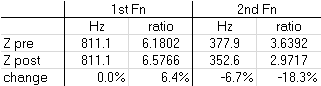 1st Fn 2nd Fn
Hz ratio Hz ratio
Z pre 811.1 6.1802 377.9 3.6392
Z post 811.1 6.5766 352.6 2.9717
change 0.0% 6.4% -6.7% -18.3%